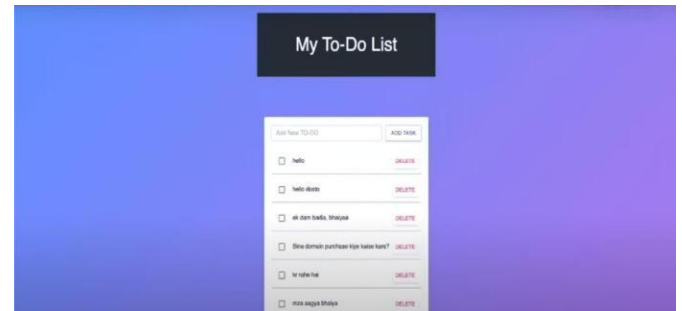 My To-Do List
Add New TO-DO
ADD TASK
hello
DELETE
hello dosto
DELETE
ek dam badia, bhaiyaa
DELETE
Bina domain purchase kiye kaise kare?
DELETE
kr rahe hai
DELETE
mza aagya bhaiya
DELETE